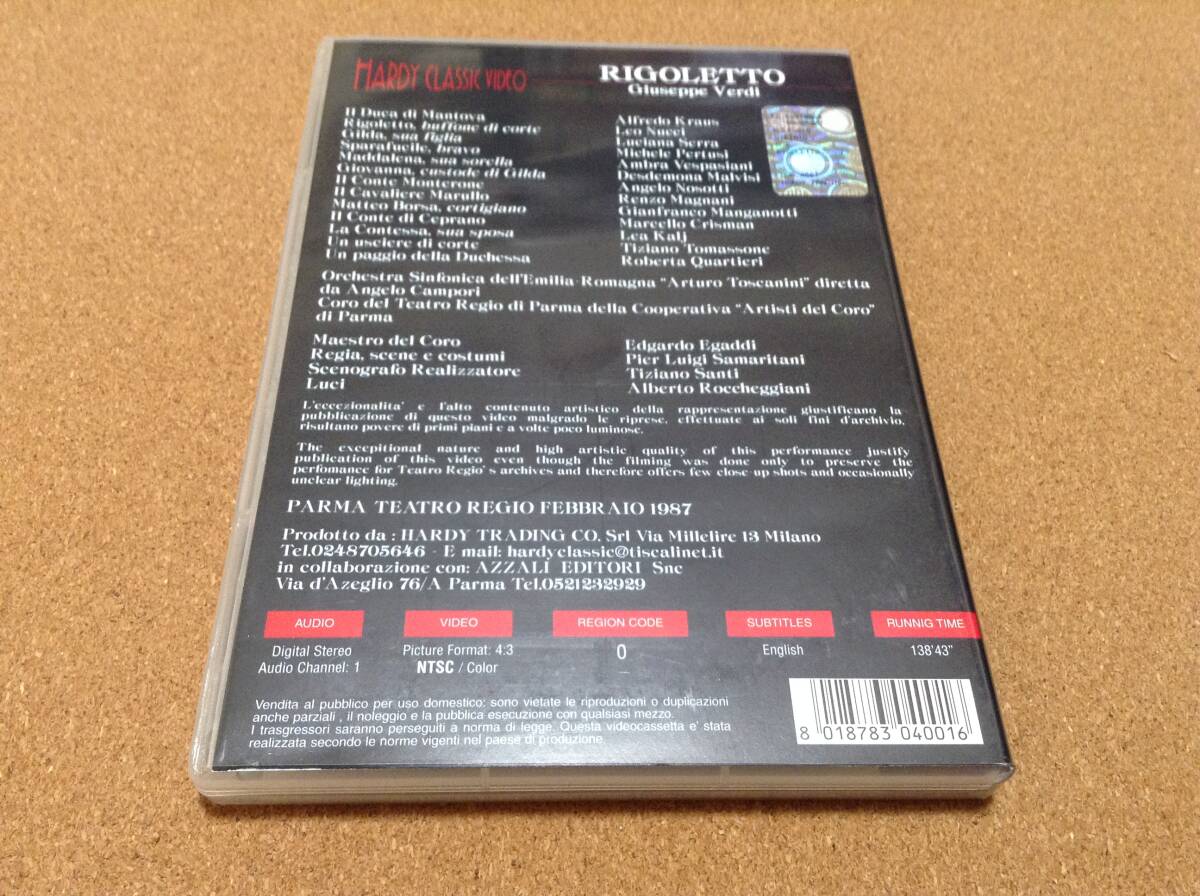 HARDY CLASSIC VIDEO
RIGOLETTO
Giuseppe Verdi
Il Duca di Mantova Alfredo Kraus
Rigoletto, buffone di corte Leo Nucci
Gilda, sua figlia Luciana Serra
Sparafucile, bravo Michele Pertusi
Maddalena, sua sorella Ambra Vespasiani
Giovanna, custode di Gilda Desdemona Malvisi
Il Conte Monterone Angelo Nosotti
Il Cavaliere Marullo Renzo Magnani
Matteo Borsa, cortigiano Gianfranco Manganotti
Il Conte di Ceprano Marcello Crisman
La Contessa, sua sposa Lea Kalj
Un usciere di corte Tiziano Tomassone
Un paggio della Duchessa Roberta Quartieri
Orchestra Sinfonica dell'Emilia Romagna "Arturo Toscanini" diretta
da Angelo Campori
Coro del Teatro Regio di Parma della Cooperativa "Artisti del Coro"
di Parma
Maestro del Coro Edgardo Egaddi
Regia, scene e costumi Pier Luigi Samaritani
Scenografo Realizzatore Tiziano Santi
Luci Alberto Roccheggiani
L'eccezionalita' e l'alto contenuto artistico della rappresentazione giustificano la
pubblicazione di questo video malgrado le riprese, effettuate ai soli fini d'archivio,
risultano povere di primi piani e a volte poco luminose.
The excepitional nature and high artistic quality of this performance justify
publication of this video even though the filming was done only to preserve the
perfomance for Teatro Regio's archives and therefore offers few close-up shots and occasionally
unclear lighting.
PARMA TEATRO REGIO FEBBRAIO 1987
Prodotto da : HARDY TRADING CO. Srl Via Millelire 13 Milano
Tel.0248705646 - E mail: hardyclassic@tiscalinet.it
in collaborazione con: AZZALI EDITORI Snc
Via d'Azeglio 76/A Parma Tel.0521232929
AUDIO VIDEO REGION CODE SUBTITLES RUNNIG TIME
Digital Stereo Picture Format: 4:3 0 English 138'43"
Audio Channel: 1 NTSC / Color
Vendita al pubblico per uso domestico: sono vietate le riproduzioni o duplicazioni
anche parziali , il noleggio e la pubblica esecuzione con qualsiasi mezzo.
I trasgressori saranno perseguiti a norma di legge. Questa videocassetta e' stata
realizzata secondo le norme vigenti nel paese di produzione.
8 018783 040016